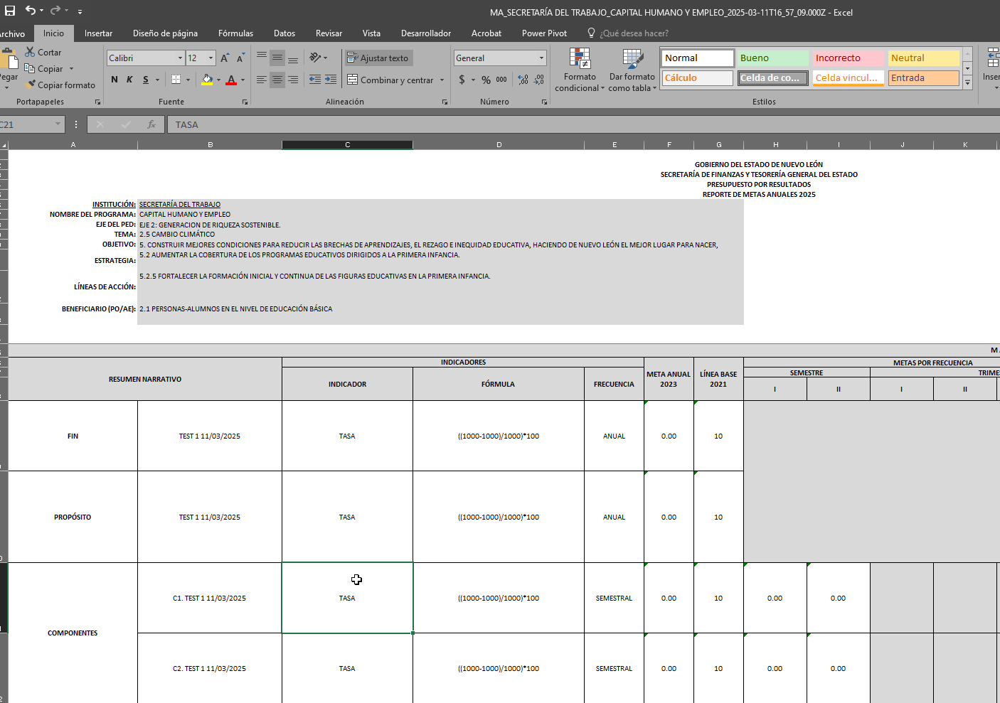 MA_SECRETARÍA DEL TRABAJO_CAPITAL HUMANO Y EMPLEO_2025-03-11T16_57_09.000Z - Excel
Archivo Inicio Insertar Diseño de página Fórmulas Datos Revisar Vista Desarrollador Acrobat Power Pivot ¿Qué desea hacer?
Cortar
Copiar
Pegar
Copiar formato
Portapapeles
Calibri 12
N K S
Fuente
Ajustar texto
Combinar y centrar
Alineación
General
$ % 000
Número
Formato condicional
Dar formato como tabla
Normal Bueno Incorrecto Neutral
Cálculo Celda de co... Celda vincul... Entrada
Estilos
C21 fx TASA
A B C D E F G H I J K
GOBIERNO DEL ESTADO DE NUEVO LEÓN
SECRETARÍA DE FINANZAS Y TESORERÍA GENERAL DEL ESTADO
PRESUPUESTO POR RESULTADOS
REPORTE DE METAS ANUALES 2025
INSTITUCIÓN: SECRETARÍA DEL TRABAJO
NOMBRE DEL PROGRAMA: CAPITAL HUMANO Y EMPLEO
EJE DEL PED: EJE 2: GENERACION DE RIQUEZA SOSTENIBLE.
TEMA: 2.5 CAMBIO CLIMÁTICO
OBJETIVO: 5. CONSTRUIR MEJORES CONDICIONES PARA REDUCIR LAS BRECHAS DE APRENDIZAJES, EL REZAGO E INEQUIDAD EDUCATIVA, HACIENDO DE NUEVO LEÓN EL MEJOR LUGAR PARA NACER,
ESTRATEGIA: 5.2 AUMENTAR LA COBERTURA DE LOS PROGRAMAS EDUCATIVOS DIRIGIDOS A LA PRIMERA INFANCIA.
LÍNEAS DE ACCIÓN: 5.2.5 FORTALECER LA FORMACIÓN INICIAL Y CONTINUA DE LAS FIGURAS EDUCATIVAS EN LA PRIMERA INFANCIA.
BENEFICIARIO (PO/AE): 2.1 PERSONAS-ALUMNOS EN EL NIVEL DE EDUCACIÓN BÁSICA
RESUMEN NARRATIVO
INDICADORES
INDICADOR FÓRMULA FRECUENCIA
META ANUAL 2023
LÍNEA BASE 2021
METAS POR FRECUENCIA
SEMESTRE
I II I II
FIN TEST 1 11/03/2025 TASA ((1000-1000)/1000)*100 ANUAL 0.00 10
PROPÓSITO TEST 1 11/03/2025 TASA ((1000-1000)/1000)*100 ANUAL 0.00 10
COMPONENTES
C1. TEST 1 11/03/2025 TASA ((1000-1000)/1000)*100 SEMESTRAL 0.00 10 0.00 0.00
C2. TEST 1 11/03/2025 TASA ((1000-1000)/1000)*100 SEMESTRAL 0.00 10 0.00 0.00